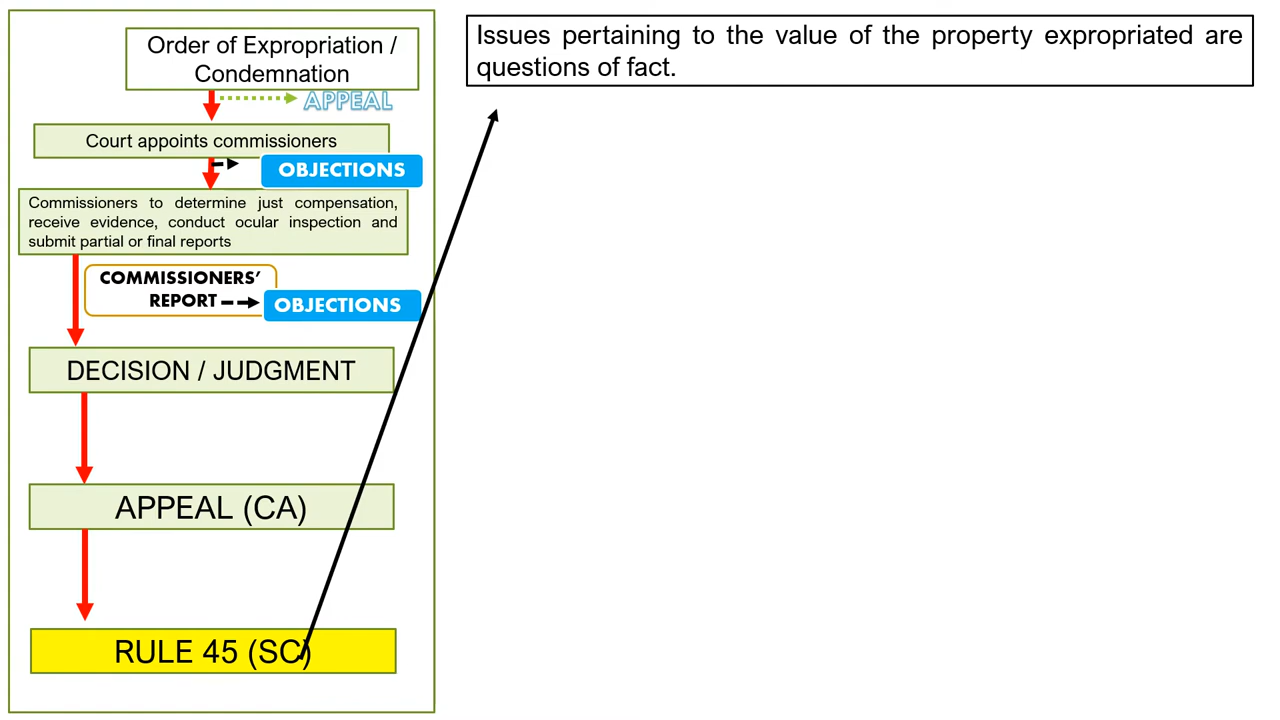 Order of Expropriation /
Condemnation
APPEAL
Court appoints commissioners
OBJECTIONS
Commissioners to determine just compensation,
receive evidence, conduct ocular inspection and
submit partial or final reports
COMMISSIONERS’
REPORT
OBJECTIONS
DECISION / JUDGMENT
APPEAL (CA)
RULE 45 (SC)
Issues pertaining to the value of the property expropriated are
questions of fact.